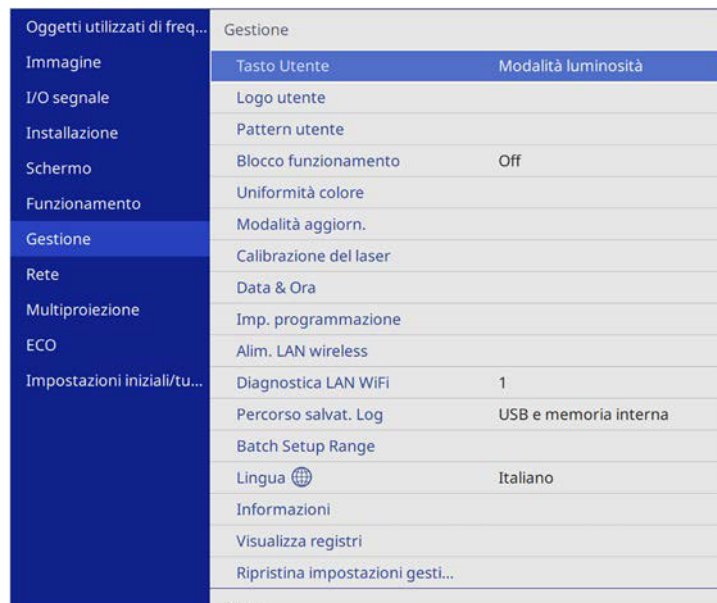 Oggetti utilizzati di freq...
Immagine
I/O segnale
Installazione
Schermo
Funzionamento
Gestione
Rete
Multiproiezione
ECO
Impostazioni iniziali/tu...
Gestione
Tasto Utente Modalità luminosità
Logo utente
Pattern utente
Blocco funzionamento Off
Uniformità colore
Modalità aggiorn.
Calibrazione del laser
Data & Ora
Imp. programmazione
Alim. LAN wireless
Diagnostica LAN WiFi 1
Percorso salvat. Log USB e memoria interna
Batch Setup Range
Lingua Italiano
Informazioni
Visualizza registri
Ripristina impostazioni gesti...